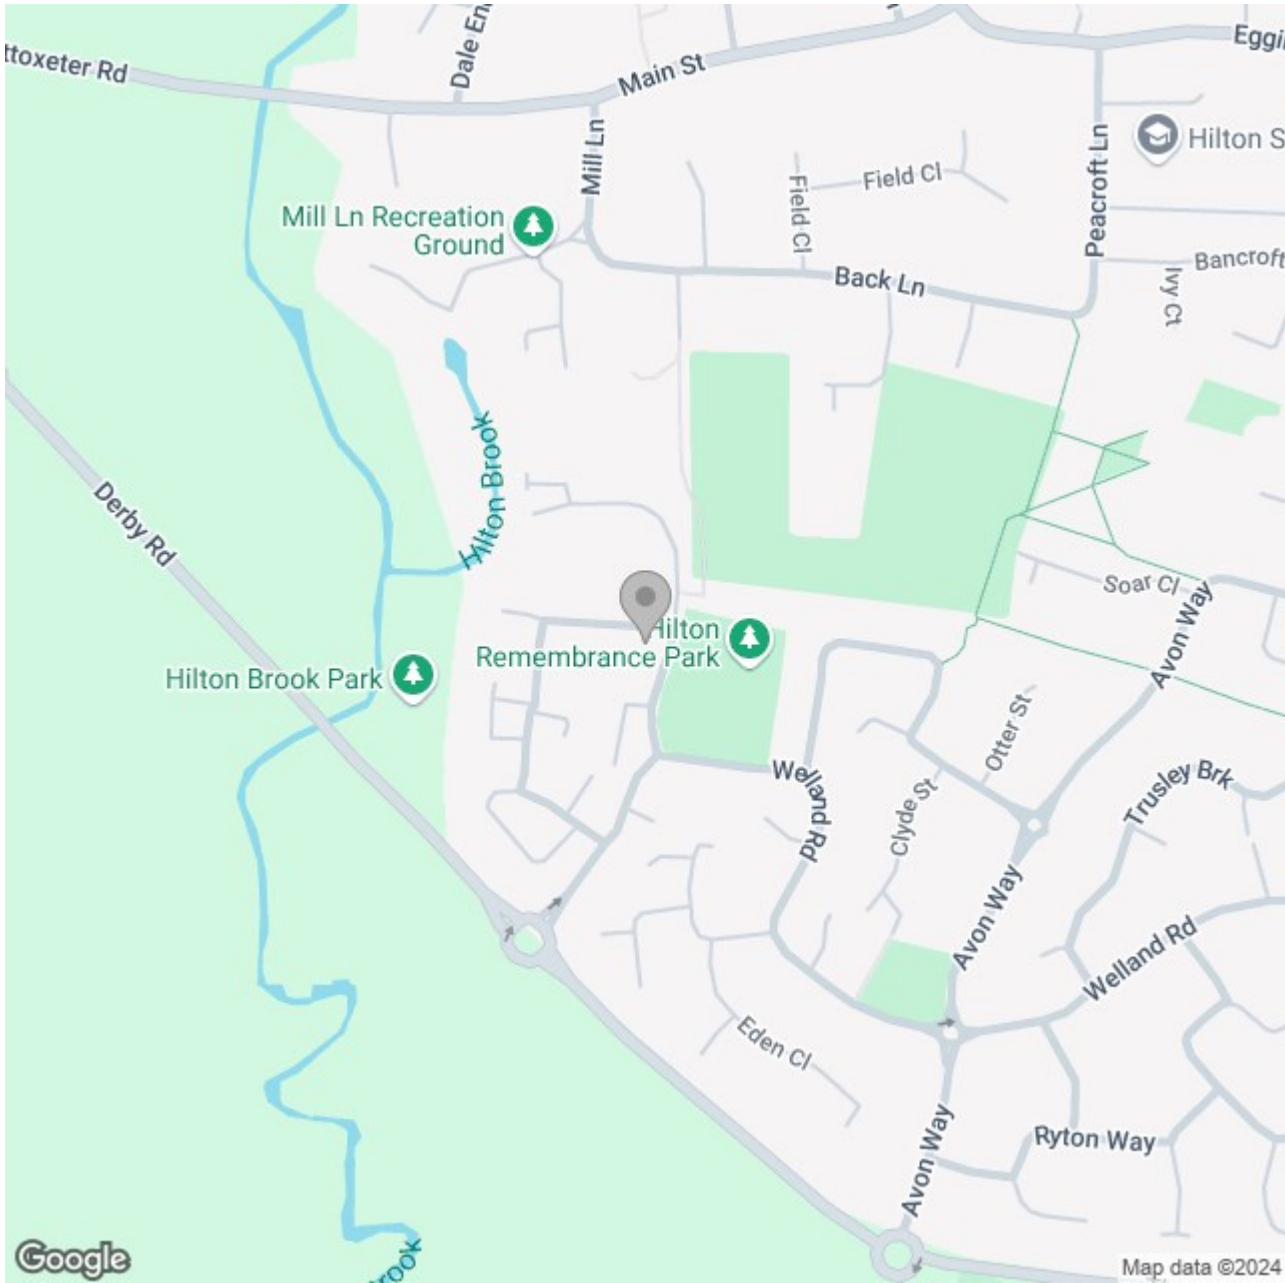 ttoxeter Rd
Dale En
Main St
Eggi
Mill Ln
Hilton S
Peacroft Ln
Field Cl
Field Cl
Mill Ln Recreation
Ground
Back Ln
Bancroft
Ivy Ct
Hilton Brook
Derby Rd
Soar Cl
Avon Way
Hilton
Remembrance Park
Hilton Brook Park
Otter St
Welland Rd
Clyde St
Trusley Brk
Avon Way
Welland Rd
Eden Cl
Avon Way
Ryton Way
Brook
Google
Map data ©2024